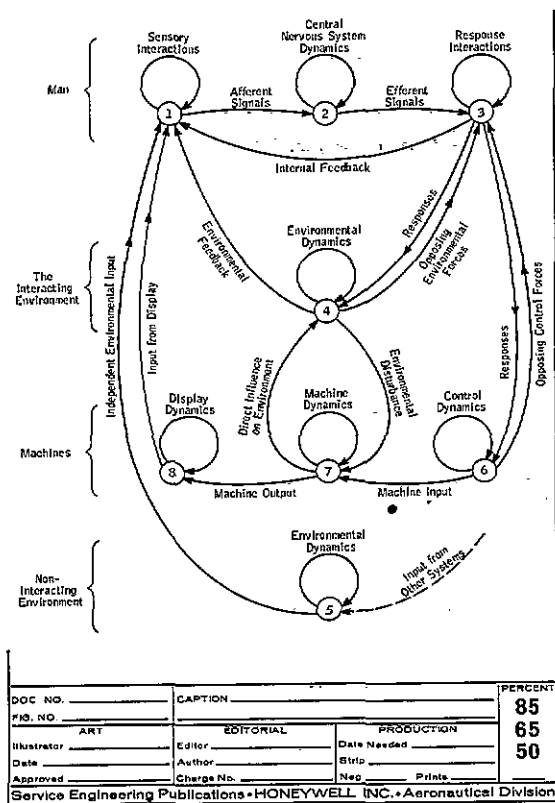 Sensory
Interactions
Central
Nervous System
Dynamics
Response
Interactions
Man
Afferent
Signals
Efferent
Signals
1
2
3
Internal Feedback
Environmental
Feedback
Environmental
Dynamics
Responses
Opposing
Environmental
Forces
The
Interacting
Environment
4
Independent Environmental Input
Input from Display
Direct Influence
on Environment
Environmental
Disturbance
Responses
Opposing Control Forces
Display
Dynamics
Machine
Dynamics
Control
Dynamics
Machines
8
7
6
Machine Output
Machine Input
Environmental
Dynamics
Input from
Other Systems
Non-
Interacting
Environment
5
DOC NO.
CAPTION
PERCENT
FIG. NO.
85
65
50
ART
EDITORIAL
PRODUCTION
Illustrator
Editor
Date Needed
Date
Author
Strip
Approved
Charge No.
Neg Prints
Service Engineering Publications • HONEYWELL INC. • Aeronautical Division